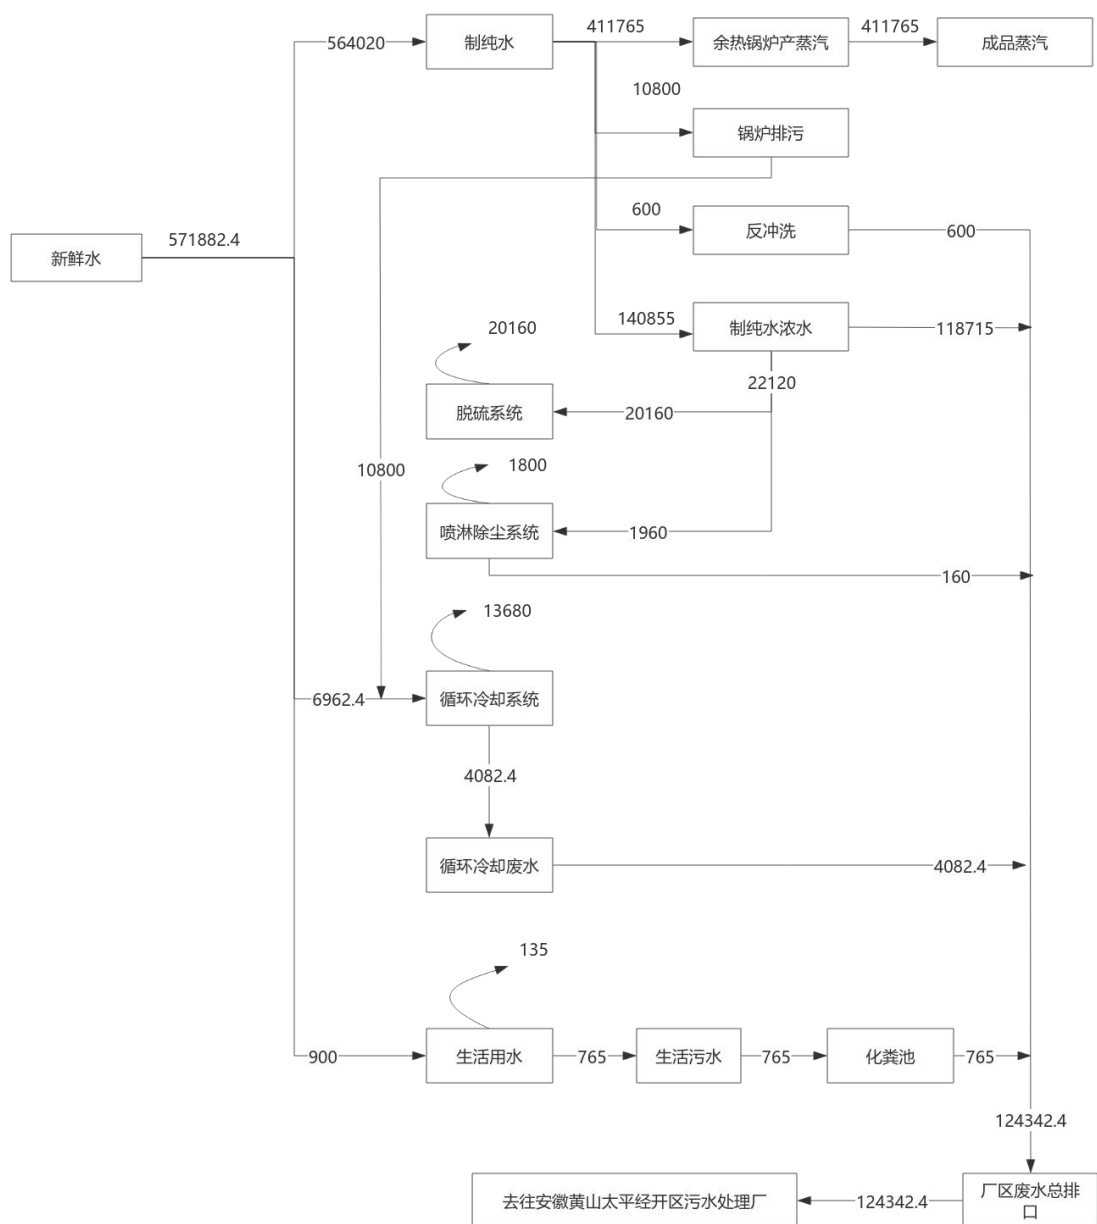 564020
制纯水
411765
余热锅炉产蒸汽
411765
成品蒸汽
10800
锅炉排污
600
反冲洗
600
新鲜水
571882.4
140855
制纯水浓水
118715
20160
22120
脱硫系统
20160
10800
1800
喷淋除尘系统
1960
160
13680
6962.4
循环冷却系统
4082.4
循环冷却废水
4082.4
135
900
生活用水
765
生活污水
765
化粪池
765
124342.4
去往安徽黄山太平经开区污水处理厂
124342.4
厂区废水总排
口